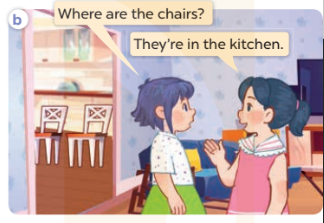 b
Where are the chairs?
They're in the kitchen.